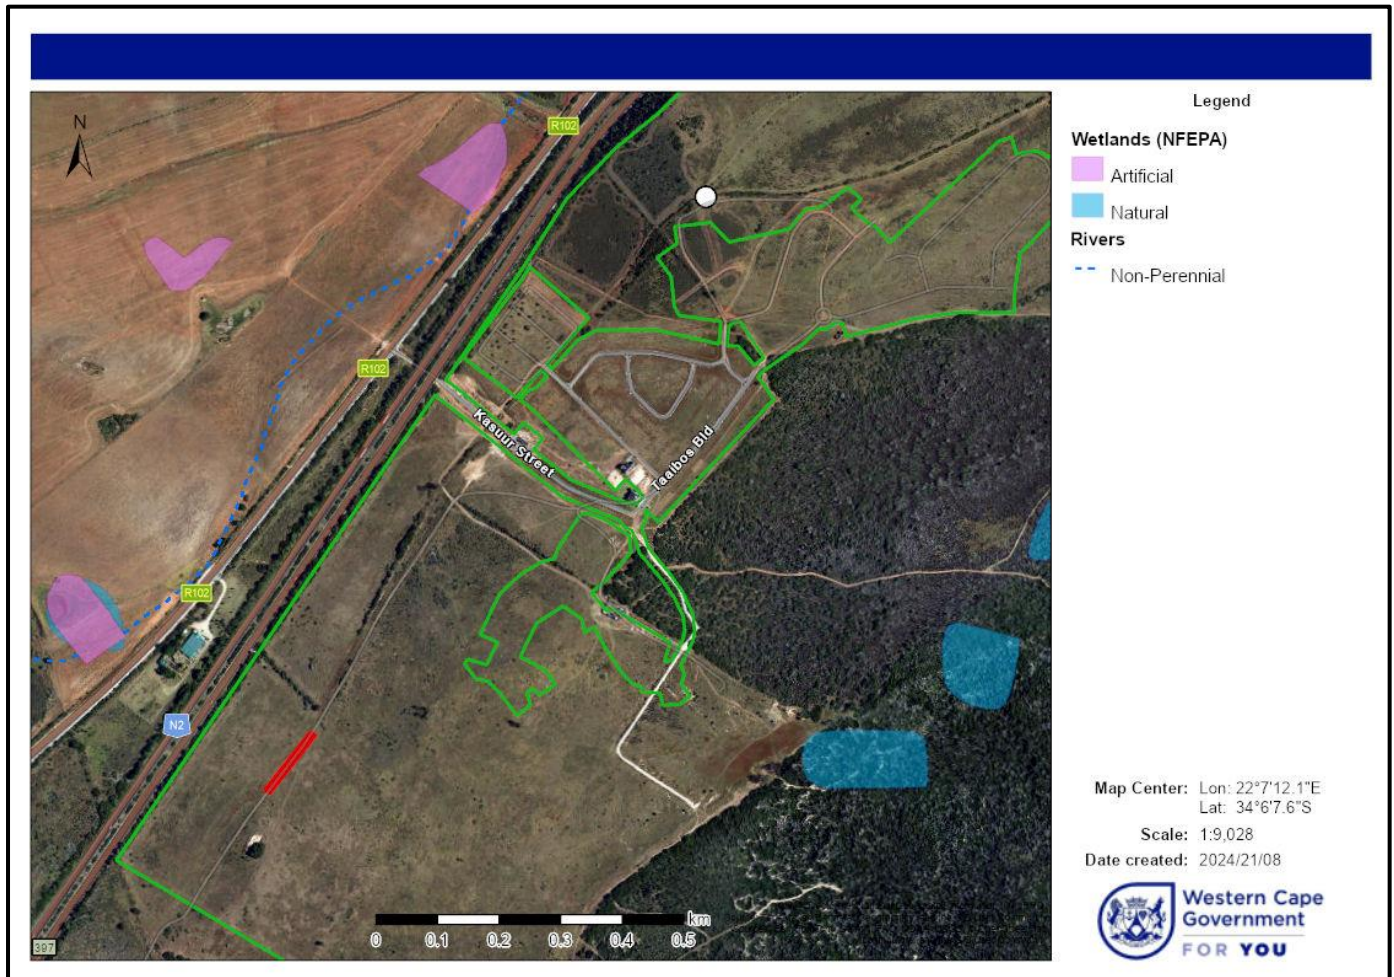 N
R102
R102
R102
N2
397
Kasuur Street
Taaibos Bld
km
0 0.1 0.2 0.3 0.4 0.5
Legend
Wetlands (NFEPA)
Artificial
Natural
Rivers
Non-Perennial
Map Center: Lon: 22°7'12.1"E
Lat: 34°6'7.6"S
Scale: 1:9,028
Date created: 2024/21/08
Western Cape
Government
FOR YOU